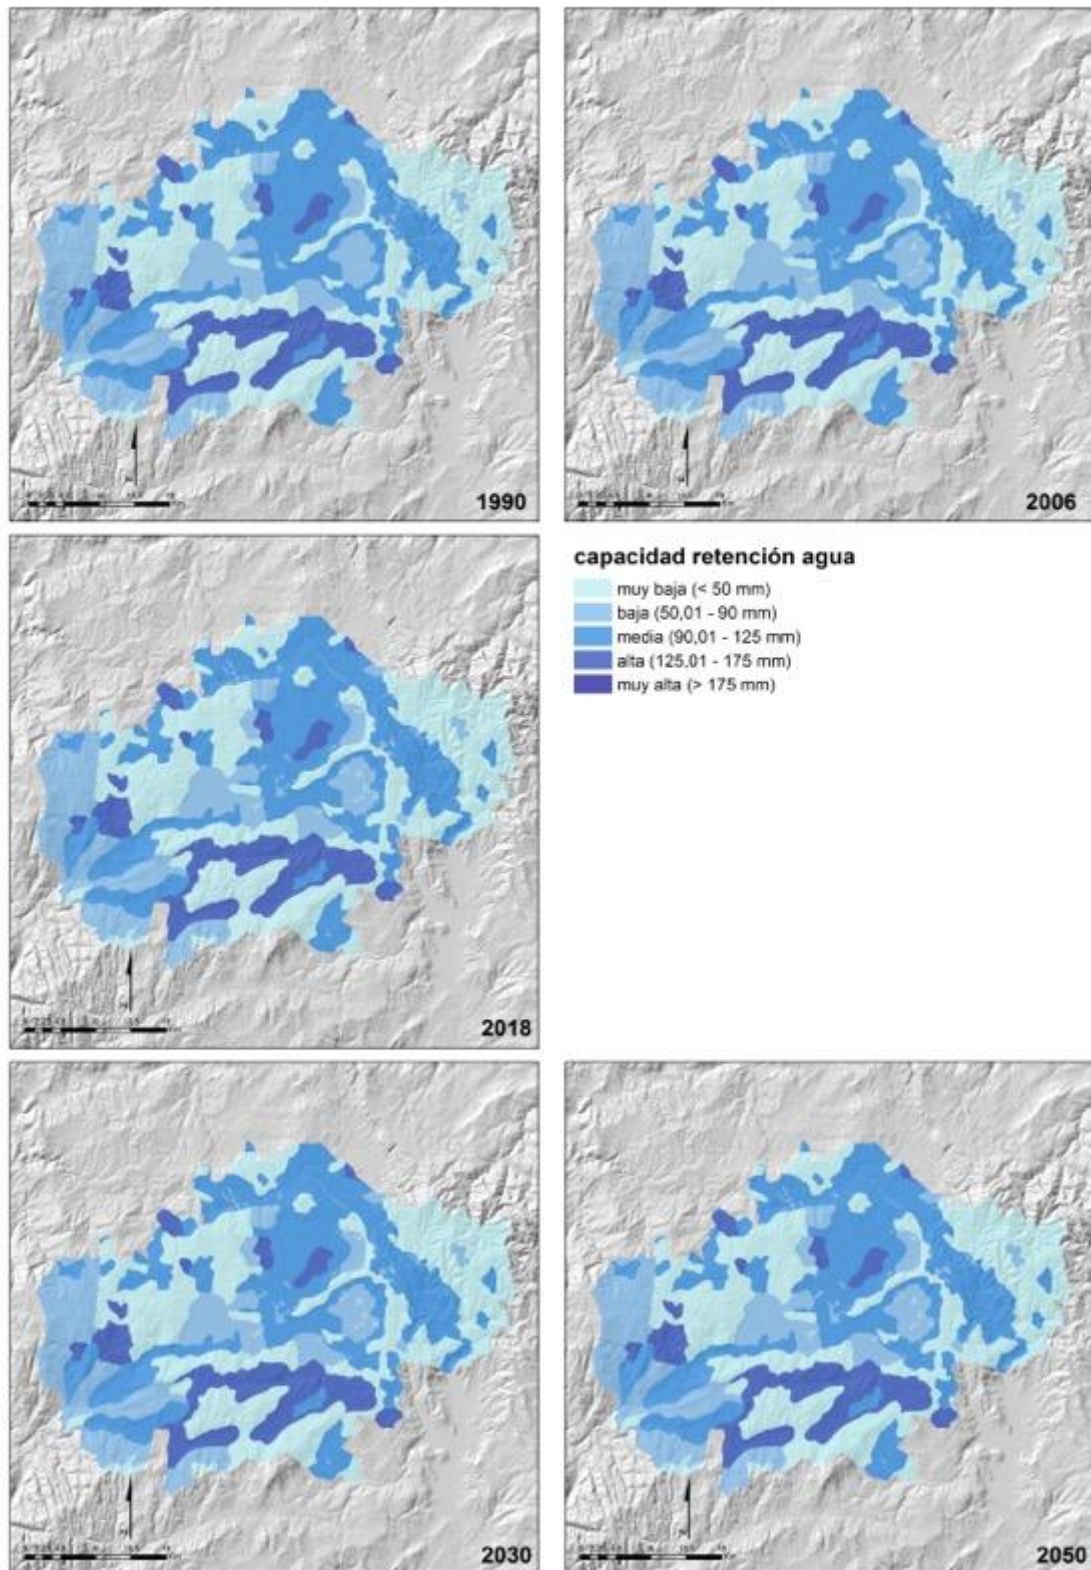 1990
2006
capacidad retención agua
muy baja (< 50 mm)
baja (50,01 - 90 mm)
media (90,01 - 125 mm)
alta (125,01 - 175 mm)
muy alta (> 175 mm)
2018
2030
2050